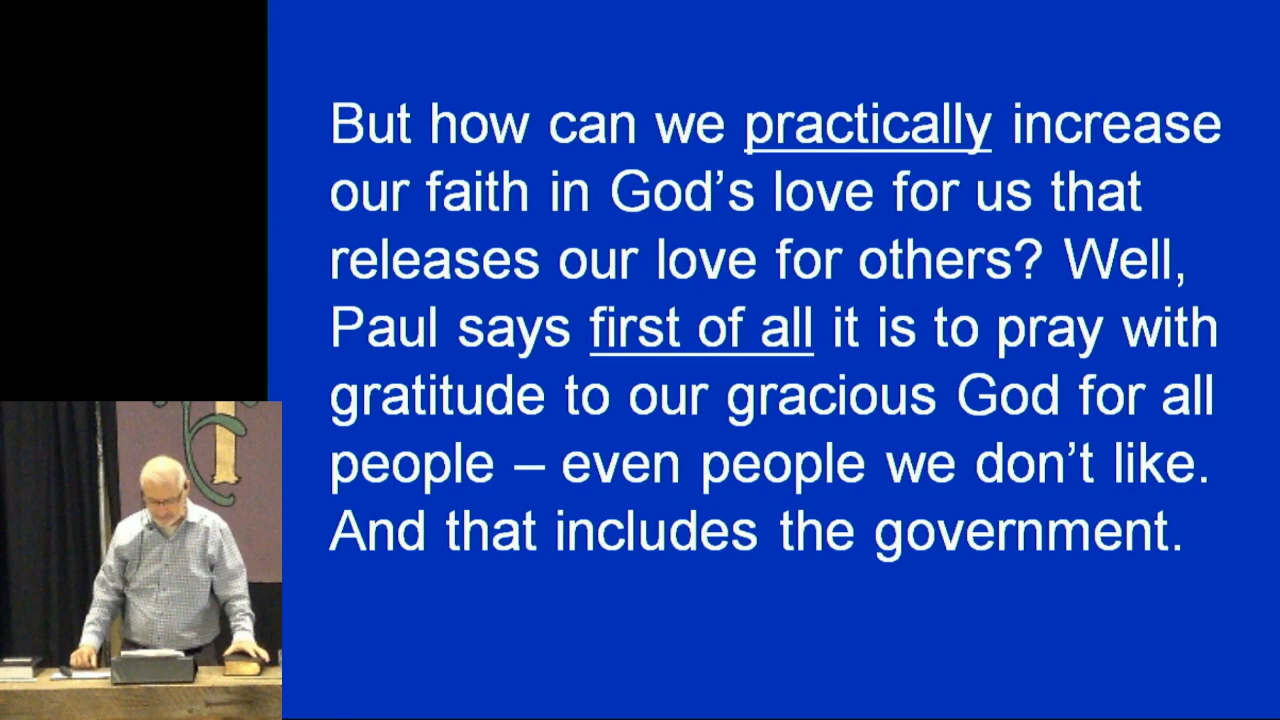 But how can we practically increase
our faith in God’s love for us that
releases our love for others? Well,
Paul says first of all it is to pray with
gratitude to our gracious God for all
people – even people we don’t like.
And that includes the government.